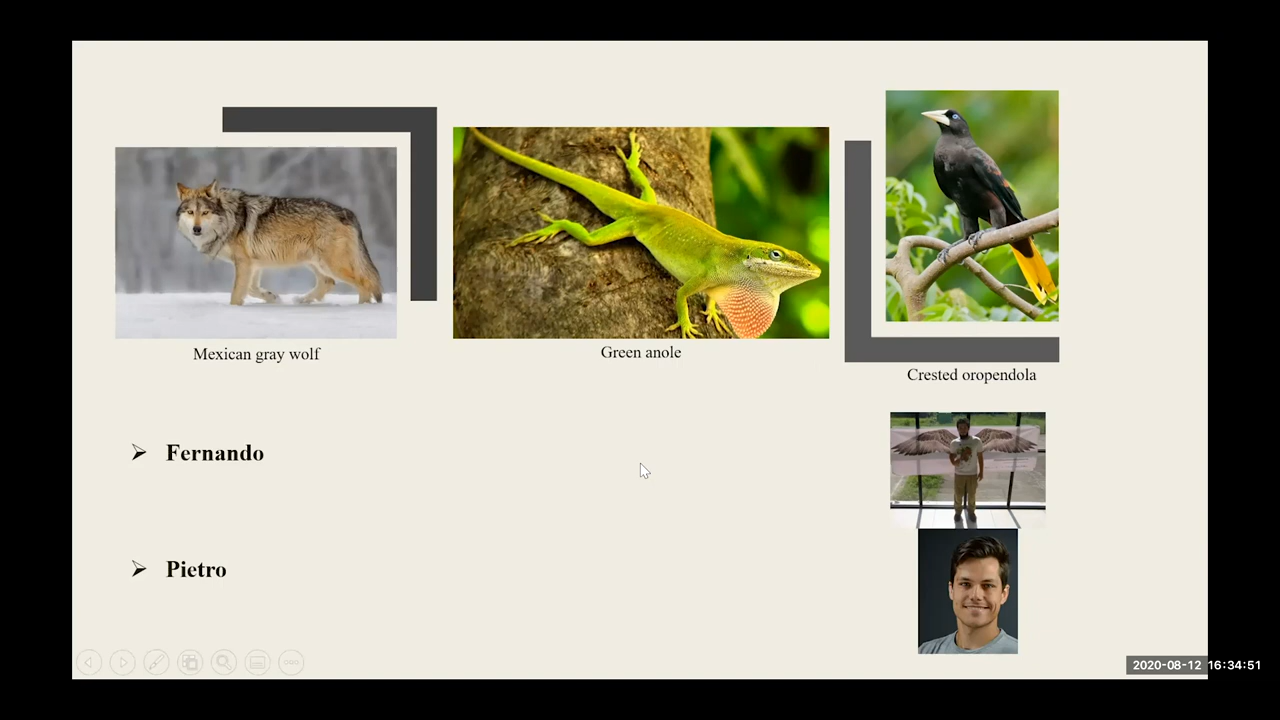 Mexican gray wolf
Green anole
Crested oropendola
Fernando
Pietro
2020-08-12 16:34:51